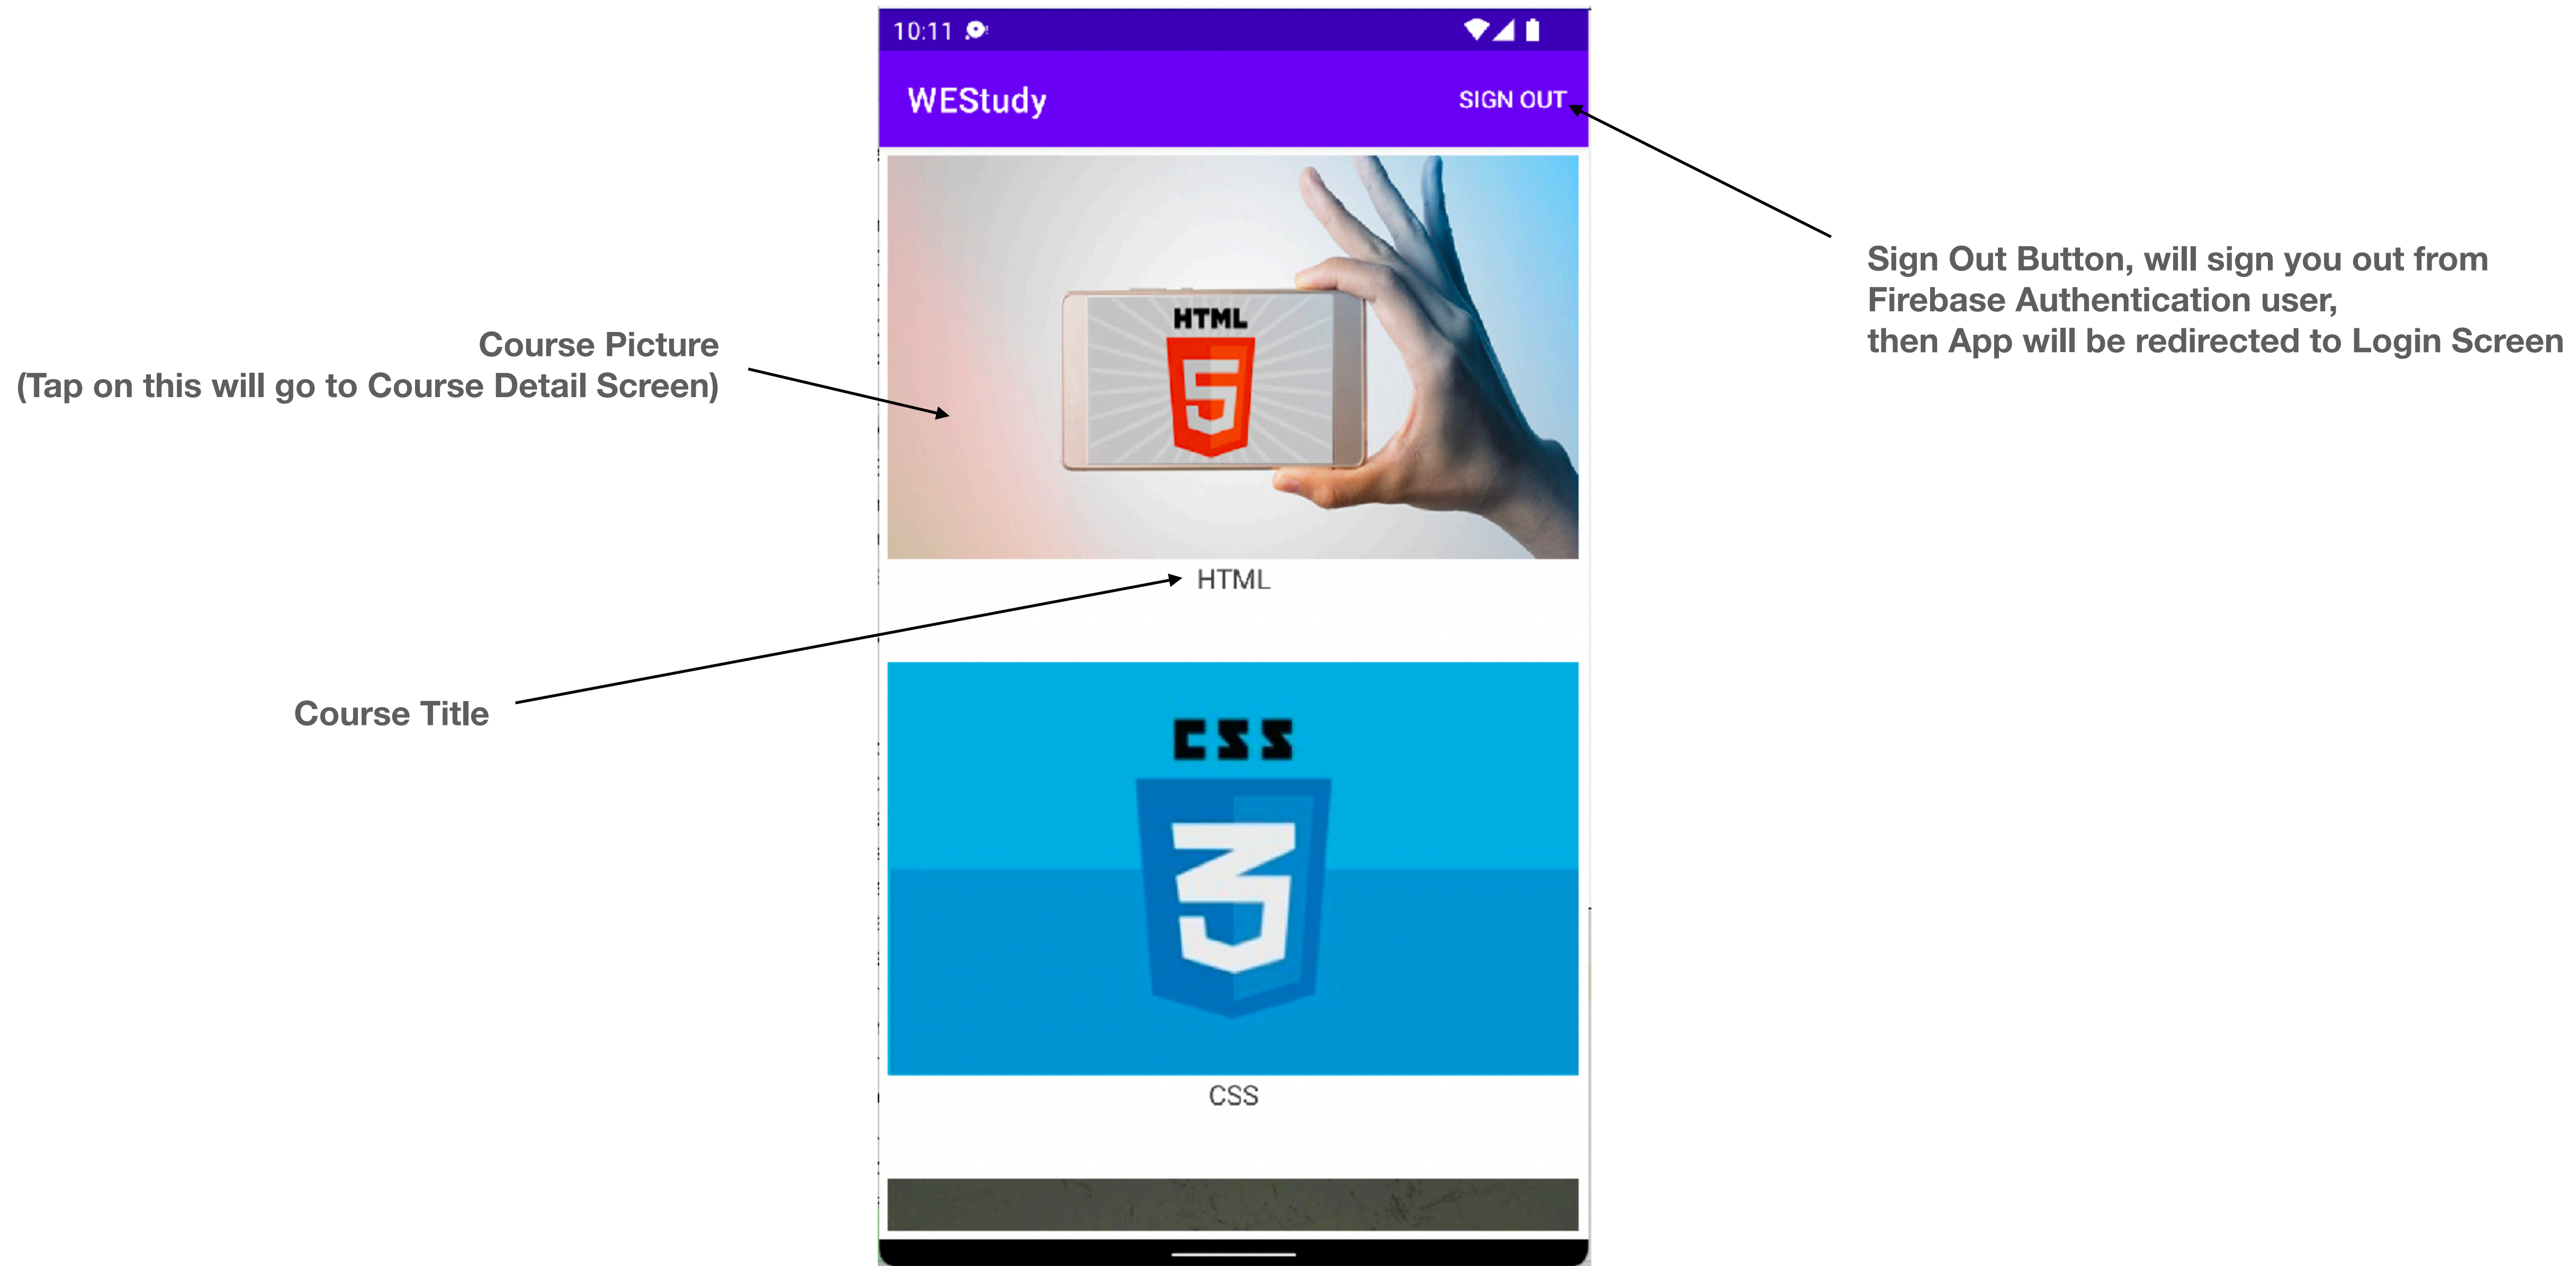 10:11
WEStudy
SIGN OUT
HTML
5
Course Picture
(Tap on this will go to Course Detail Screen)
Sign Out Button, will sign you out from
Firebase Authentication user,
then App will be redirected to Login Screen
HTML
Course Title
CSS
3
CSS